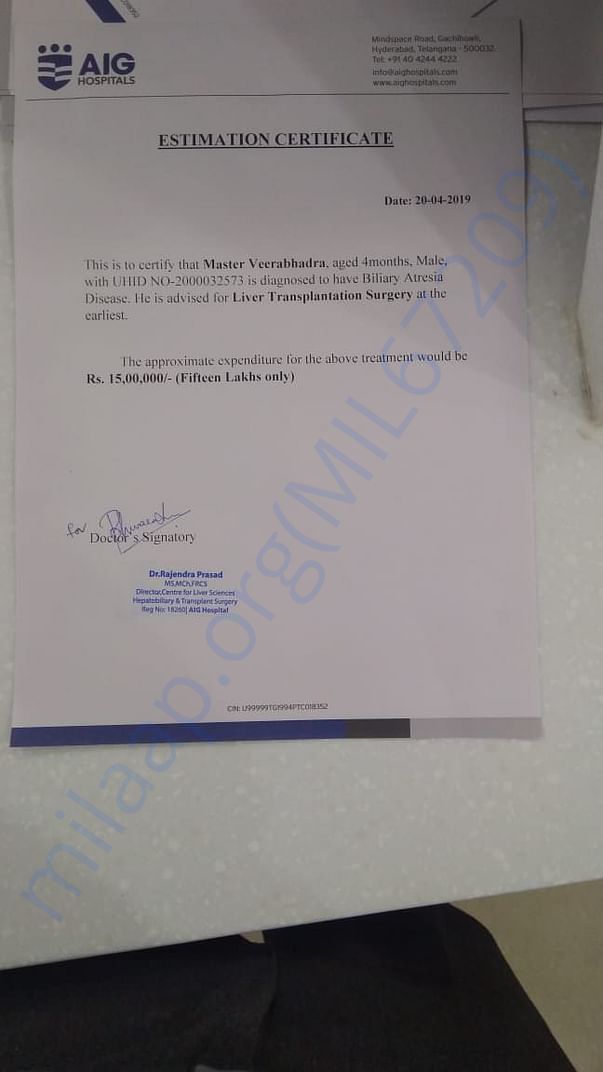 AIG
HOSPITALS
Mindspace Road, Gachibowli,
Hyderabad, Telangana - 500032.
Tel: +91 40 4244 4222
info@aighospitals.com
www.aighospitals.com
ESTIMATION CERTIFICATE
Date: 20-04-2019
This is to certify that Master Veerabhadra, aged 4months, Male,
with UHID NO-2000032573 is diagnosed to have Biliary Atresia
Disease. He is advised for Liver Transplantation Surgery at the
earliest.
The approximate expenditure for the above treatment would be
Rs. 15,00,000/- (Fifteen Lakhs only)
for
Doctor's Signatory
Dr.Rajendra Prasad
MS,MCh,FRCS
Director,Centre for Liver Sciences
Hepatobiliary & Transplant Surgery
Reg No: 18260| AIG Hospital
CIN: U99999TG1994PTC018352
milaap.org(MIL67209)